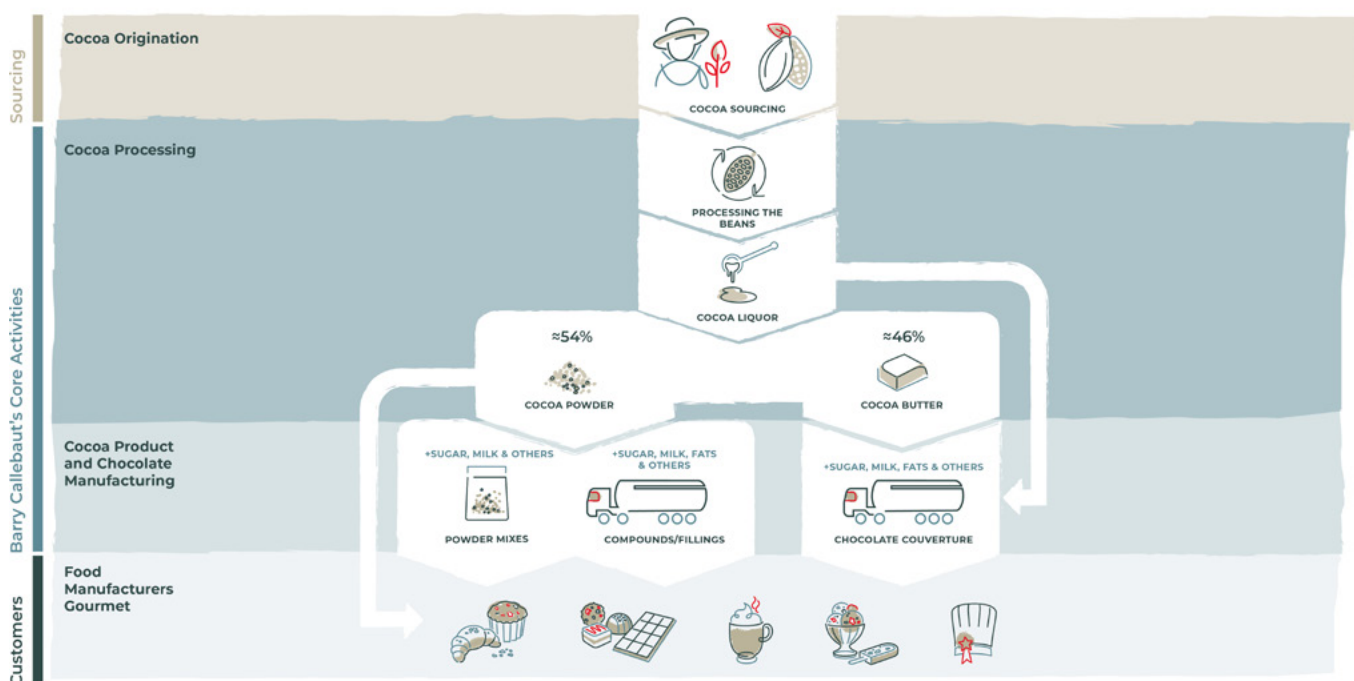 Sourcing
Cocoa Origination
COCOA SOURCING
Barry Callebaut's Core Activities
Cocoa Processing
PROCESSING THE
BEANS
COCOA LIQUOR
≈54%
≈46%
COCOA POWDER
COCOA BUTTER
Cocoa Product
and Chocolate
Manufacturing
+SUGAR, MILK & OTHERS
+SUGAR, MILK, FATS
& OTHERS
+SUGAR, MILK, FATS & OTHERS
POWDER MIXES
COMPOUNDS/FILLINGS
CHOCOLATE COUVERTURE
Customers
Food
Manufacturers
Gourmet